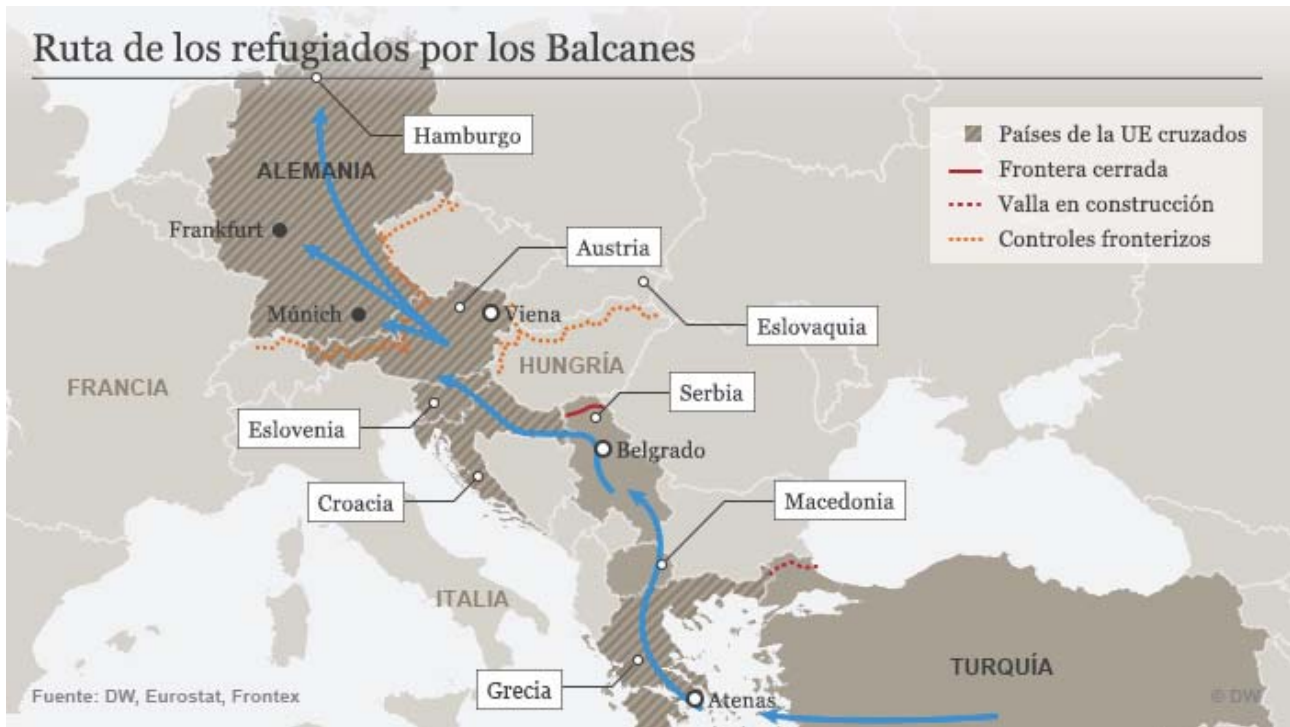 Ruta de los refugiados por los Balcanes
Países de la UE cruzados
Frontera cerrada
Valla en construcción
Controles fronterizos
Hamburgo
ALEMANIA
Frankfurt
Austria
Múnich
Viena
Eslovaquia
HUNGRÍA
FRANCIA
Serbia
Eslovenia
Belgrado
Croacia
Macedonia
ITALIA
TURQUÍA
Grecia
Atenas
Fuente: DW, Eurostat, Frontex
© DW